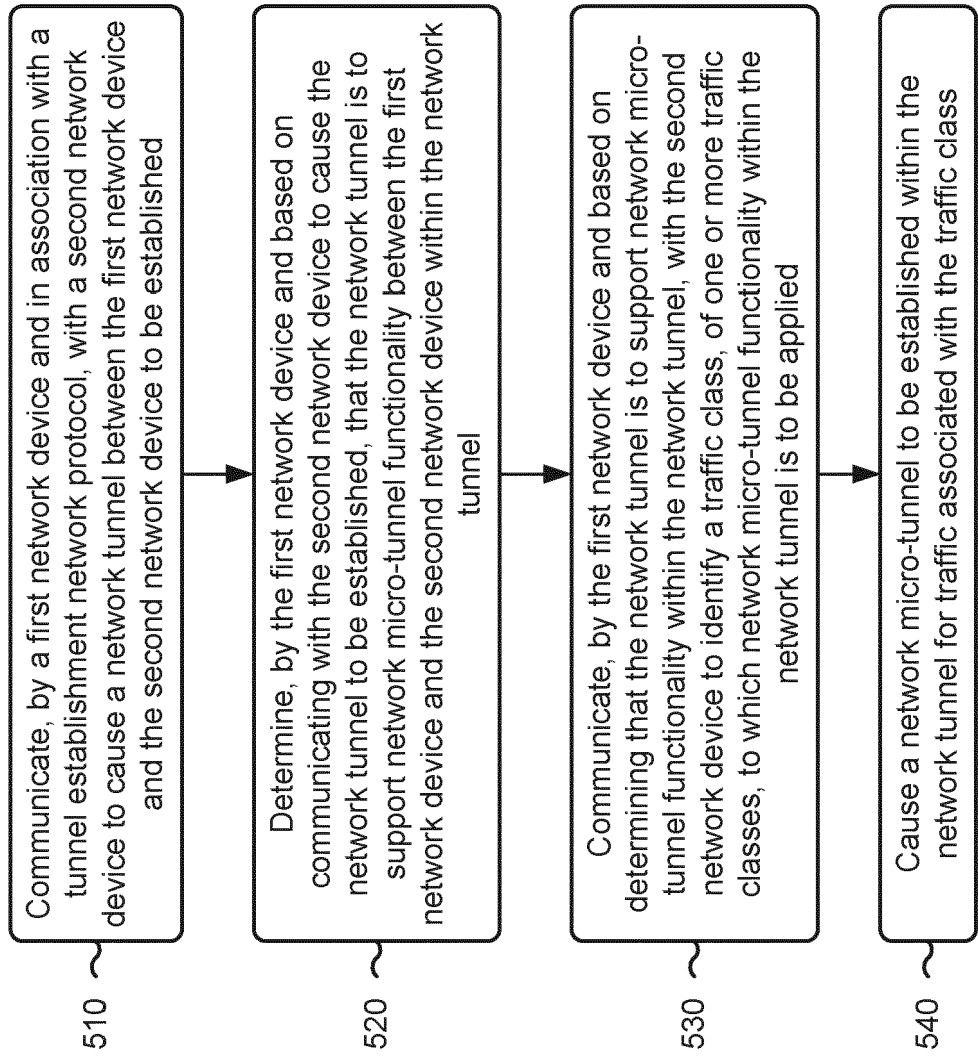 510
Communicate, by a first network device and in association with a
tunnel establishment network protocol, with a second network
device to cause a network tunnel between the first network device
and the second network device to be established
520
Determine, by the first network device and based on
communicating with the second network device to cause the
network tunnel to be established, that the network tunnel is to
support network micro-tunnel functionality between the first
network device and the second network device within the network
tunnel
530
Communicate, by the first network device and based on
determining that the network tunnel is to support network micro-
tunnel functionality within the network tunnel, with the second
network device to identify a traffic class, of one or more traffic
classes, to which network micro-tunnel functionality within the
network tunnel is to be applied
540
Cause a network micro-tunnel to be established within the
network tunnel for traffic associated with the traffic class